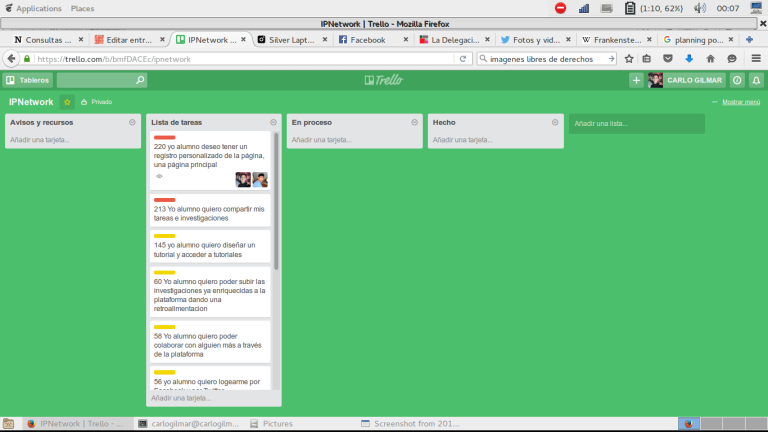 Applications Places (1:10, 62%) 00:07
IPNetwork | Trello - Mozilla Firefox
Consultas ... Editar entr... IPNetwork ... Silver Lapt... Facebook La Delegaci... Fotos y vid... Frankenste... planning po...
https://trello.com/b/bmfDACEc/ipnetwork imagenes libres de derechos
Tableros Trello CARLO GILMAR
IPNetwork Privado Mostrar menú
Avisos y recursos
Añadir una tarjeta...
Lista de tareas
220 yo alumno deseo tener un
registro personalizado de la página,
una página principal
213 Yo alumno quiero compartir mis
tareas e investigaciones
145 yo alumno quiero diseñar un
tutorial y acceder a tutoriales
60 Yo alumno quiero poder subir las
investigaciones ya enriquecidas a la
plataforma dando una
retroalimentacion
58 Yo alumno quiero poder
colaborar con alguien más a través
de la plataforma
56 yo alumno quiero logearme por
Añadir una tarjeta...
En proceso
Añadir una tarjeta...
Hecho
Añadir una tarjeta...
Añadir una lista...
IPNetwork | Trello - ... carlogilmar@carlogilm... Pictures Screenshot from 201...